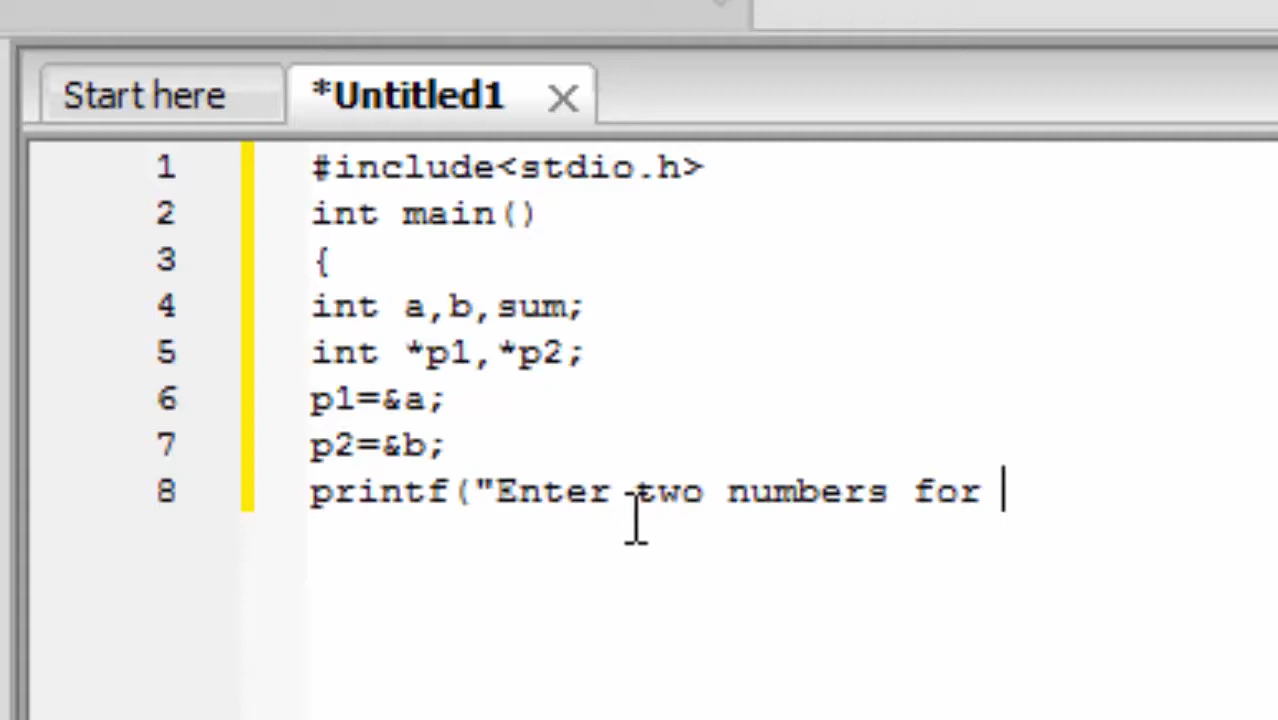 Start here
*Untitled1
1 #include<stdio.h>
2 int main()
3 {
4 int a,b,sum;
5 int *p1,*p2;
6 p1=&a;
7 p2=&b;
8 printf("Enter two numbers for